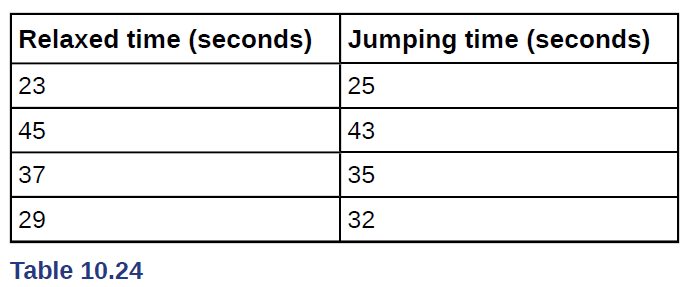 Relaxed time (seconds) Jumping time (seconds)
23 25
45 43
37 35
29 32
Table 10.24